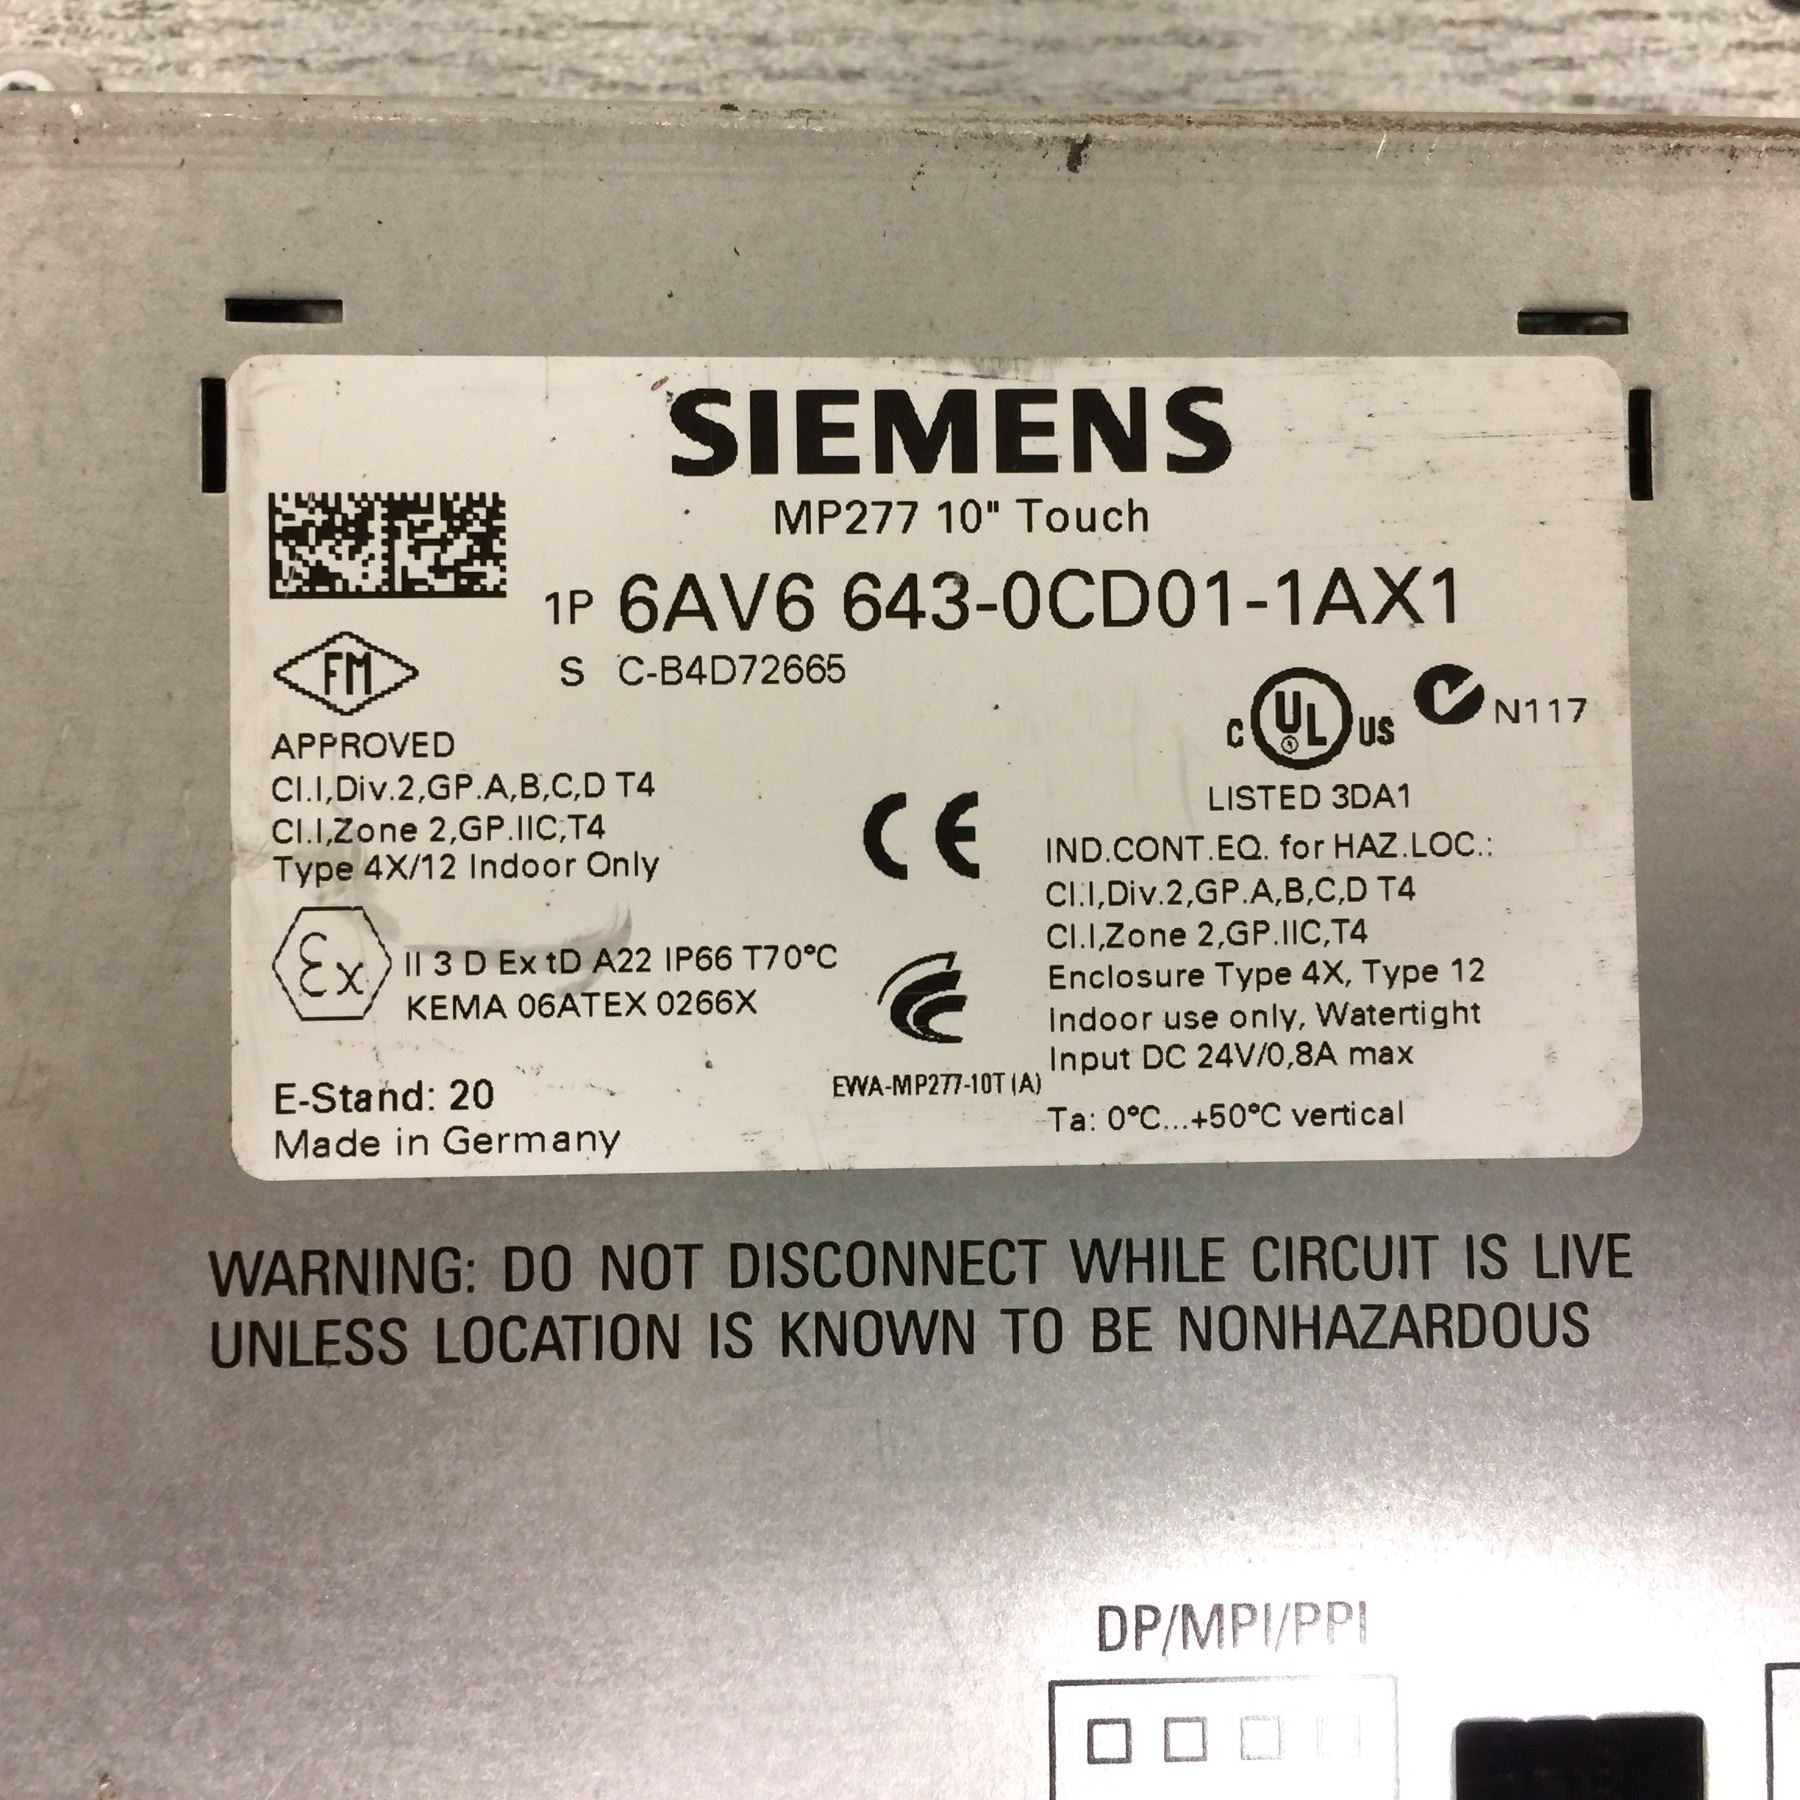 SIEMENS
MP277 10" Touch
1P 6AV6 643-0CD01-1AX1
S C-B4D72665
FM
APPROVED
Cl.I,Div.2,GP.A,B,C,D T4
Cl.I,Zone 2,GP.IIC,T4
Type 4X/12 Indoor Only
Ex II 3 D Ex tD A22 IP66 T70°C
KEMA 06ATEX 0266X
E-Stand: 20
Made in Germany
CE
EWA-MP277-10T (A)
C UL ® US N117
LISTED 3DA1
IND.CONT.EQ. for HAZ.LOC.:
Cl.I,Div.2,GP.A,B,C,D T4
Cl.I,Zone 2,GP.IIC,T4
Enclosure Type 4X, Type 12
Indoor use only, Watertight
Input DC 24V/0,8A max
Ta: 0°C...+50°C vertical
WARNING: DO NOT DISCONNECT WHILE CIRCUIT IS LIVE
UNLESS LOCATION IS KNOWN TO BE NONHAZARDOUS
DP/MPI/PPI